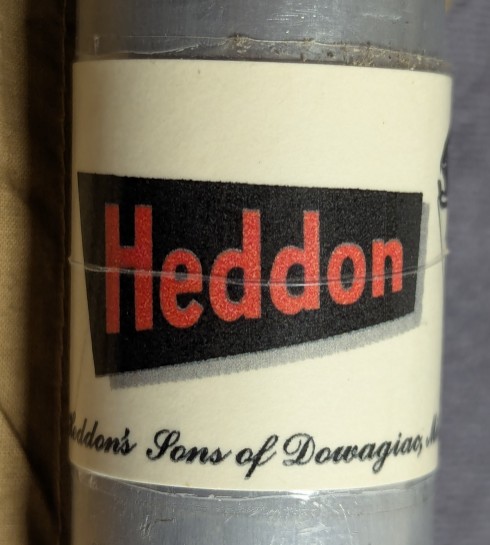 Heddon
Heddon's Sons of Dowagiac,